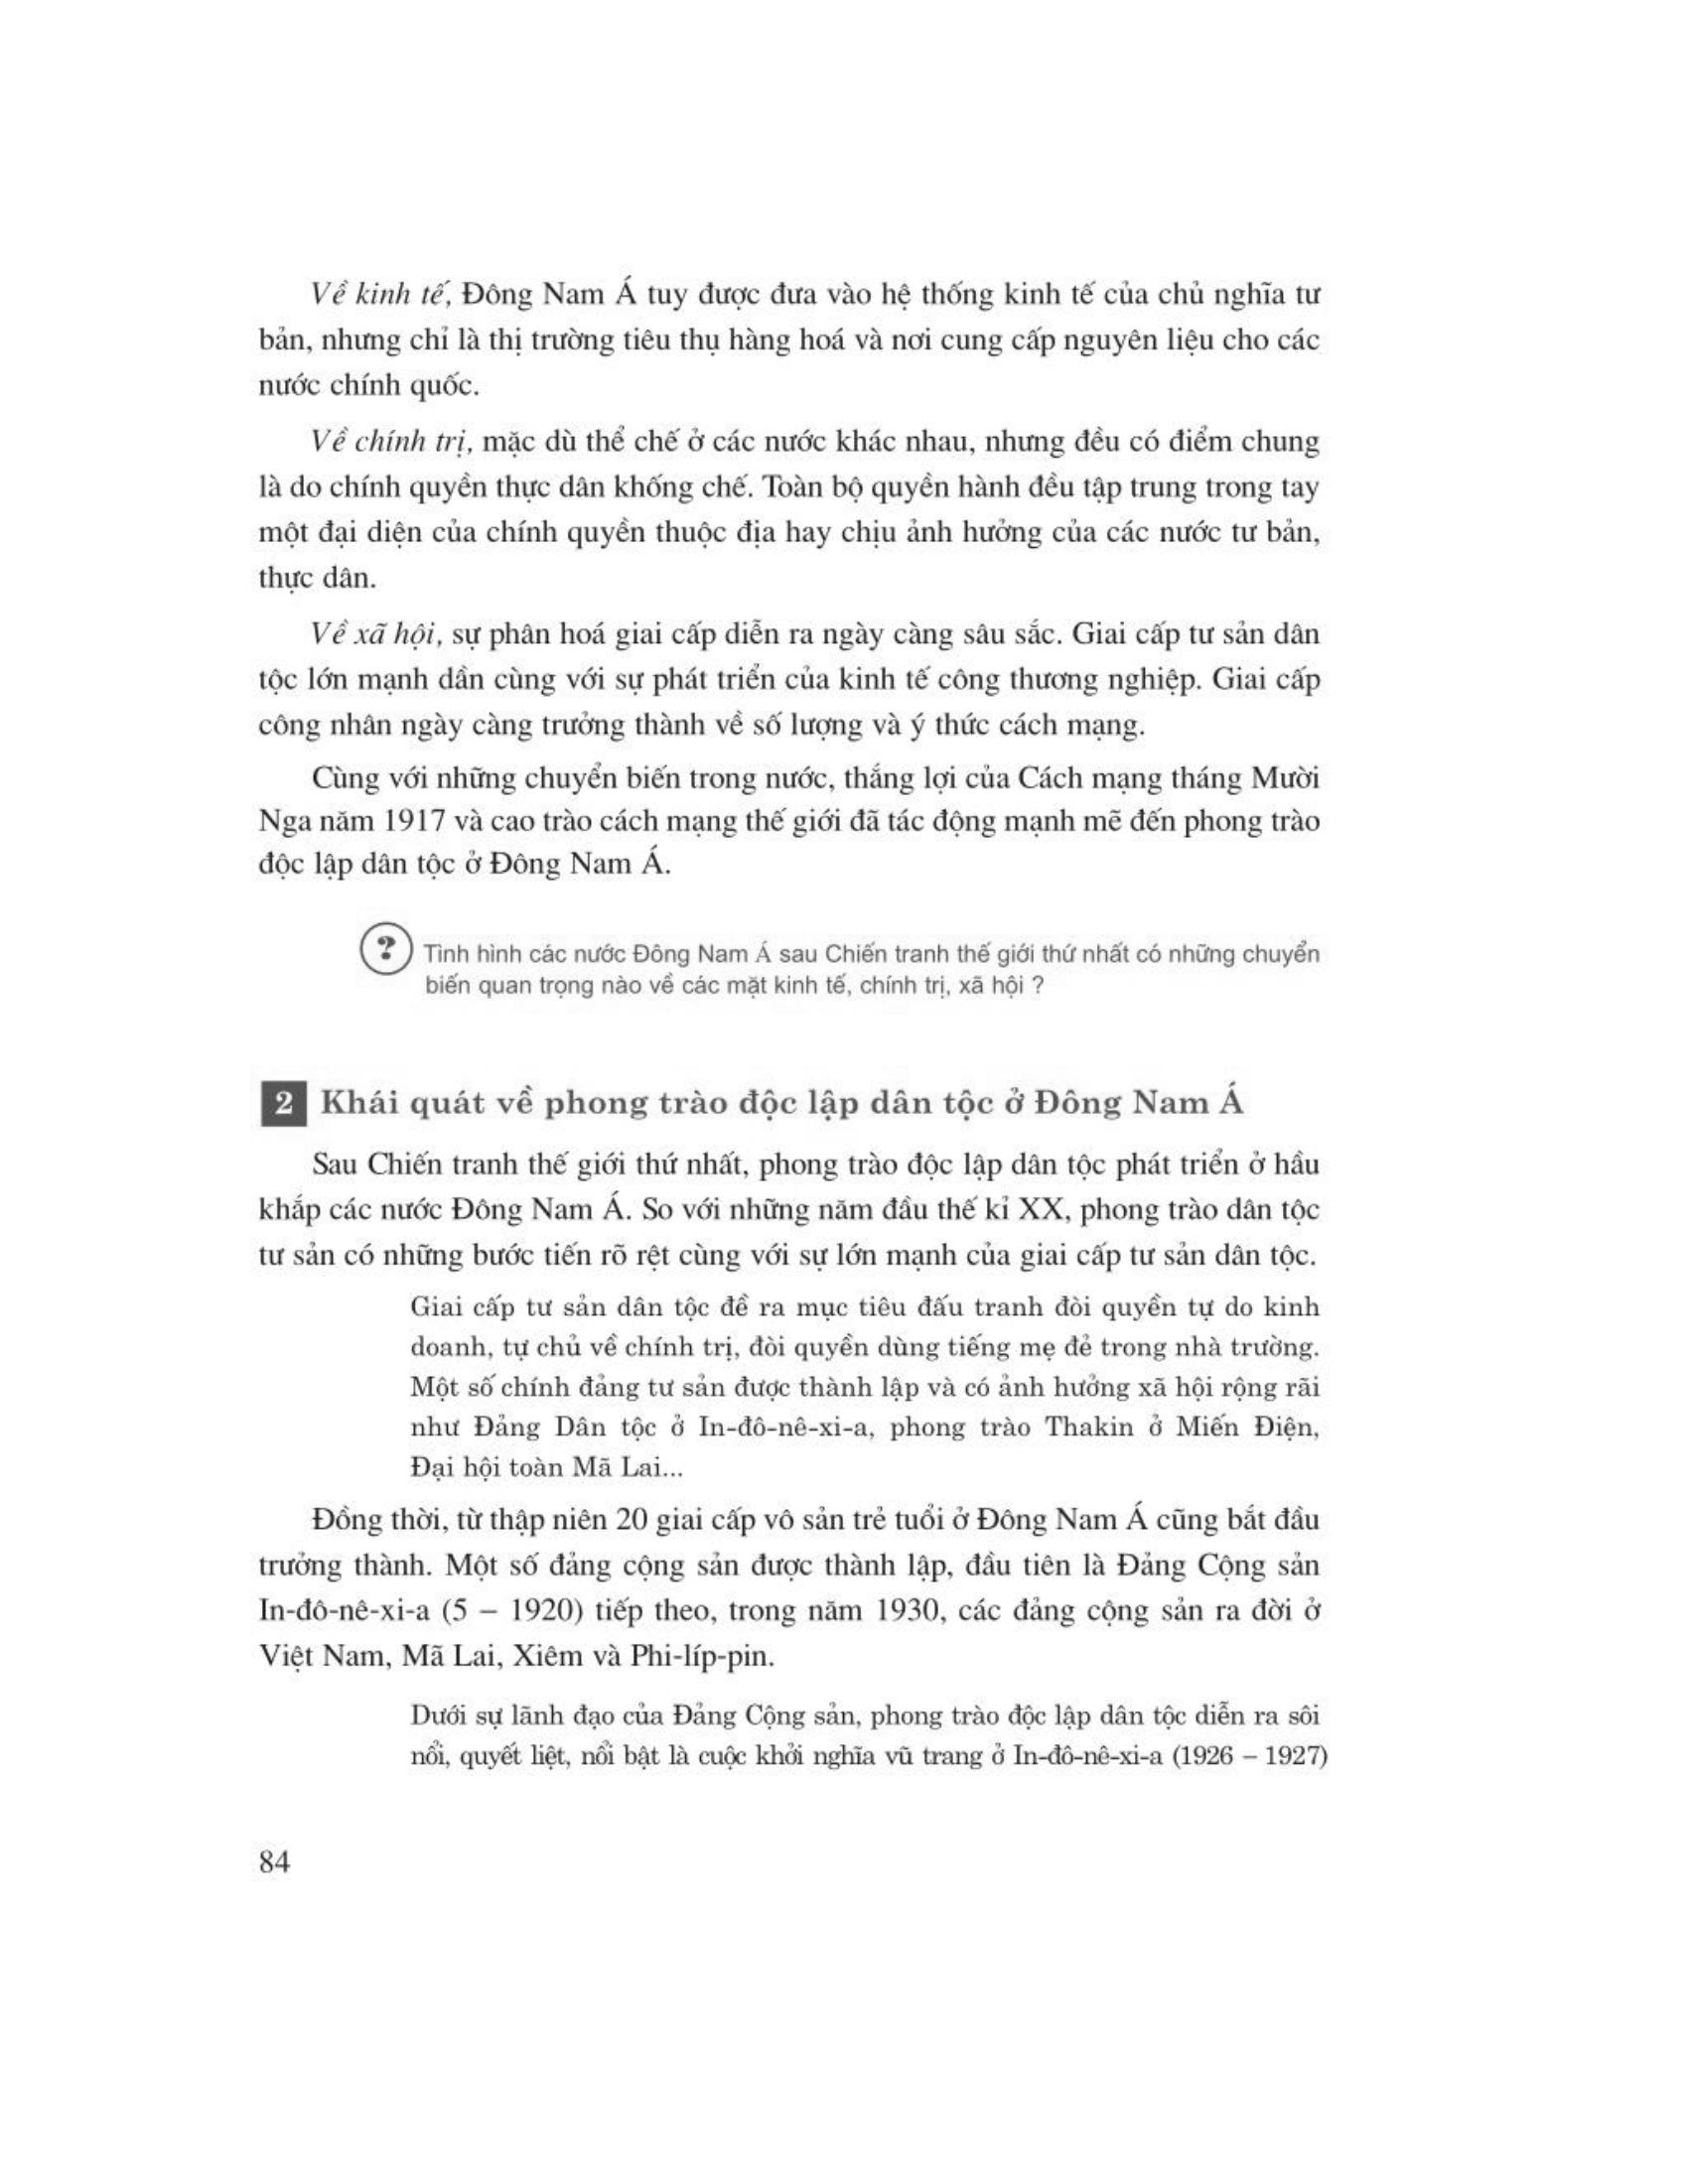 Về kinh tế, Đông Nam Á tuy được đưa vào hệ thống kinh tế của chủ nghĩa tư
bản, nhưng chỉ là thị trường tiêu thụ hàng hoá và nơi cung cấp nguyên liệu cho các
nước chính quốc.
Về chính trị, mặc dù thể chế ở các nước khác nhau, nhưng đều có điểm chung
là do chính quyền thực dân khống chế. Toàn bộ quyền hành đều tập trung trong tay
một đại diện của chính quyền thuộc địa hay chịu ảnh hưởng của các nước tư bản,
thực dân.
Về xã hội, sự phân hoá giai cấp diễn ra ngày càng sâu sắc. Giai cấp tư sản dân
tộc lớn mạnh dần cùng với sự phát triển của kinh tế công thương nghiệp. Giai cấp
công nhân ngày càng trưởng thành về số lượng và ý thức cách mạng.
Cùng với những chuyển biến trong nước, thắng lợi của Cách mạng tháng Mười
Nga năm 1917 và cao trào cách mạng thế giới đã tác động mạnh mẽ đến phong trào
độc lập dân tộc ở Đông Nam Á.
? Tình hình các nước Đông Nam Á sau Chiến tranh thế giới thứ nhất có những chuyển
biến quan trọng nào về các mặt kinh tế, chính trị, xã hội ?
2 Khái quát về phong trào độc lập dân tộc ở Đông Nam Á
Sau Chiến tranh thế giới thứ nhất, phong trào độc lập dân tộc phát triển ở hầu
khắp các nước Đông Nam Á. So với những năm đầu thế kỉ XX, phong trào dân tộc
tư sản có những bước tiến rõ rệt cùng với sự lớn mạnh của giai cấp tư sản dân tộc.
Giai cấp tư sản dân tộc đề ra mục tiêu đấu tranh đòi quyền tự do kinh
doanh, tự chủ về chính trị, đòi quyền dùng tiếng mẹ đẻ trong nhà trường.
Một số chính đảng tư sản được thành lập và có ảnh hưởng xã hội rộng rãi
như Đảng Dân tộc ở In-đô-nê-xi-a, phong trào Thakin ở Miến Điện,
Đại hội toàn Mã Lai...
Đồng thời, từ thập niên 20 giai cấp vô sản trẻ tuổi ở Đông Nam Á cũng bắt đầu
trưởng thành. Một số đảng cộng sản được thành lập, đầu tiên là Đảng Cộng sản
In-đô-nê-xi-a (5 – 1920) tiếp theo, trong năm 1930, các đảng cộng sản ra đời ở
Việt Nam, Mã Lai, Xiêm và Phi-líp-pin.
Dưới sự lãnh đạo của Đảng Cộng sản, phong trào độc lập dân tộc diễn ra sôi
nổi, quyết liệt, nổi bật là cuộc khởi nghĩa vũ trang ở In-đô-nê-xi-a (1926 – 1927)
84